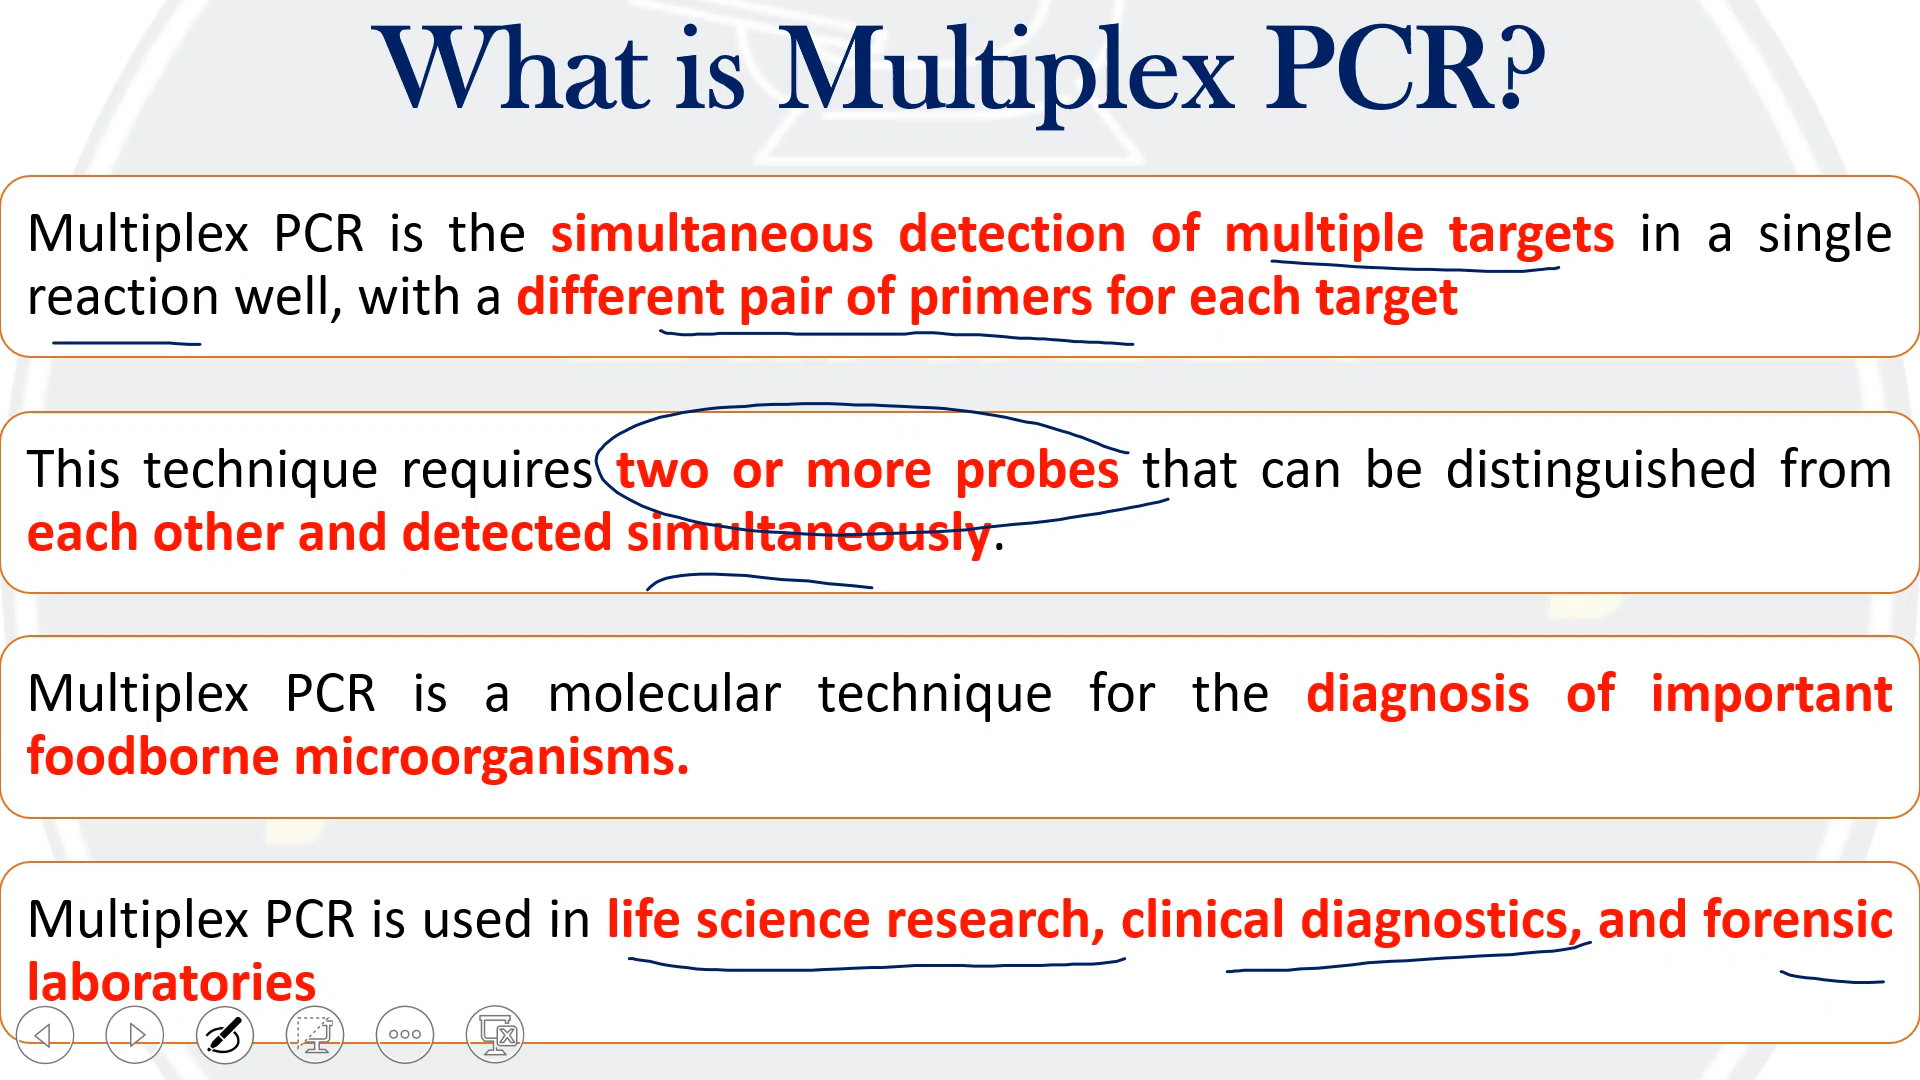 What is Multiplex PCR?
Multiplex PCR is the simultaneous detection of multiple targets in a single
reaction well, with a different pair of primers for each target
This technique requires two or more probes that can be distinguished from
each other and detected simultaneously.
Multiplex PCR is a molecular technique for the diagnosis of important
foodborne microorganisms.
Multiplex PCR is used in life science research, clinical diagnostics, and forensic
laboratories